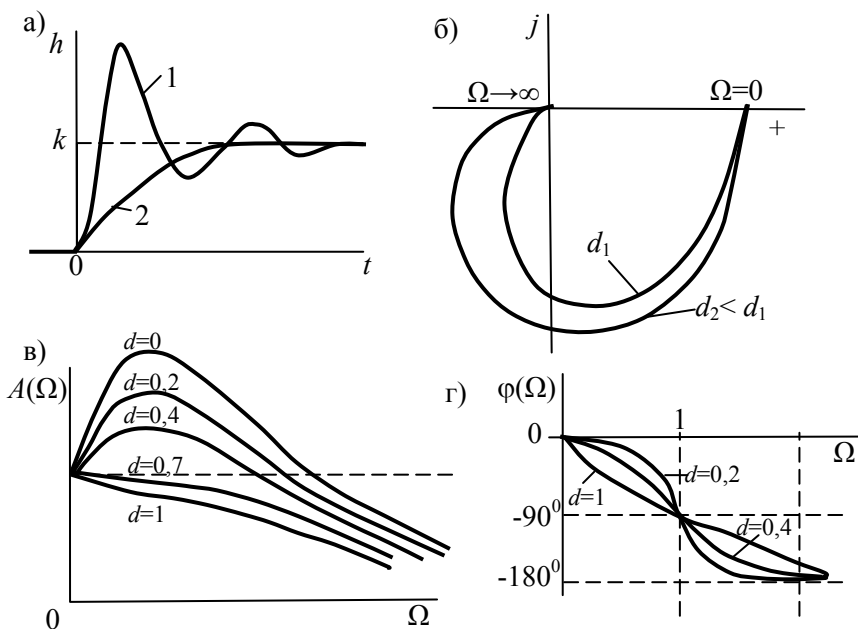 а)
h
1
k
2
0
t
б)
j
Ω→∞
Ω=0
+
d₁
d₂< d₁
в)
A(Ω)
d=0
d=0,2
d=0,4
d=0,7
d=1
0
Ω
г)
φ(Ω)
1
0
Ω
d=0,2
d=1
-90⁰
d=0,4
-180⁰